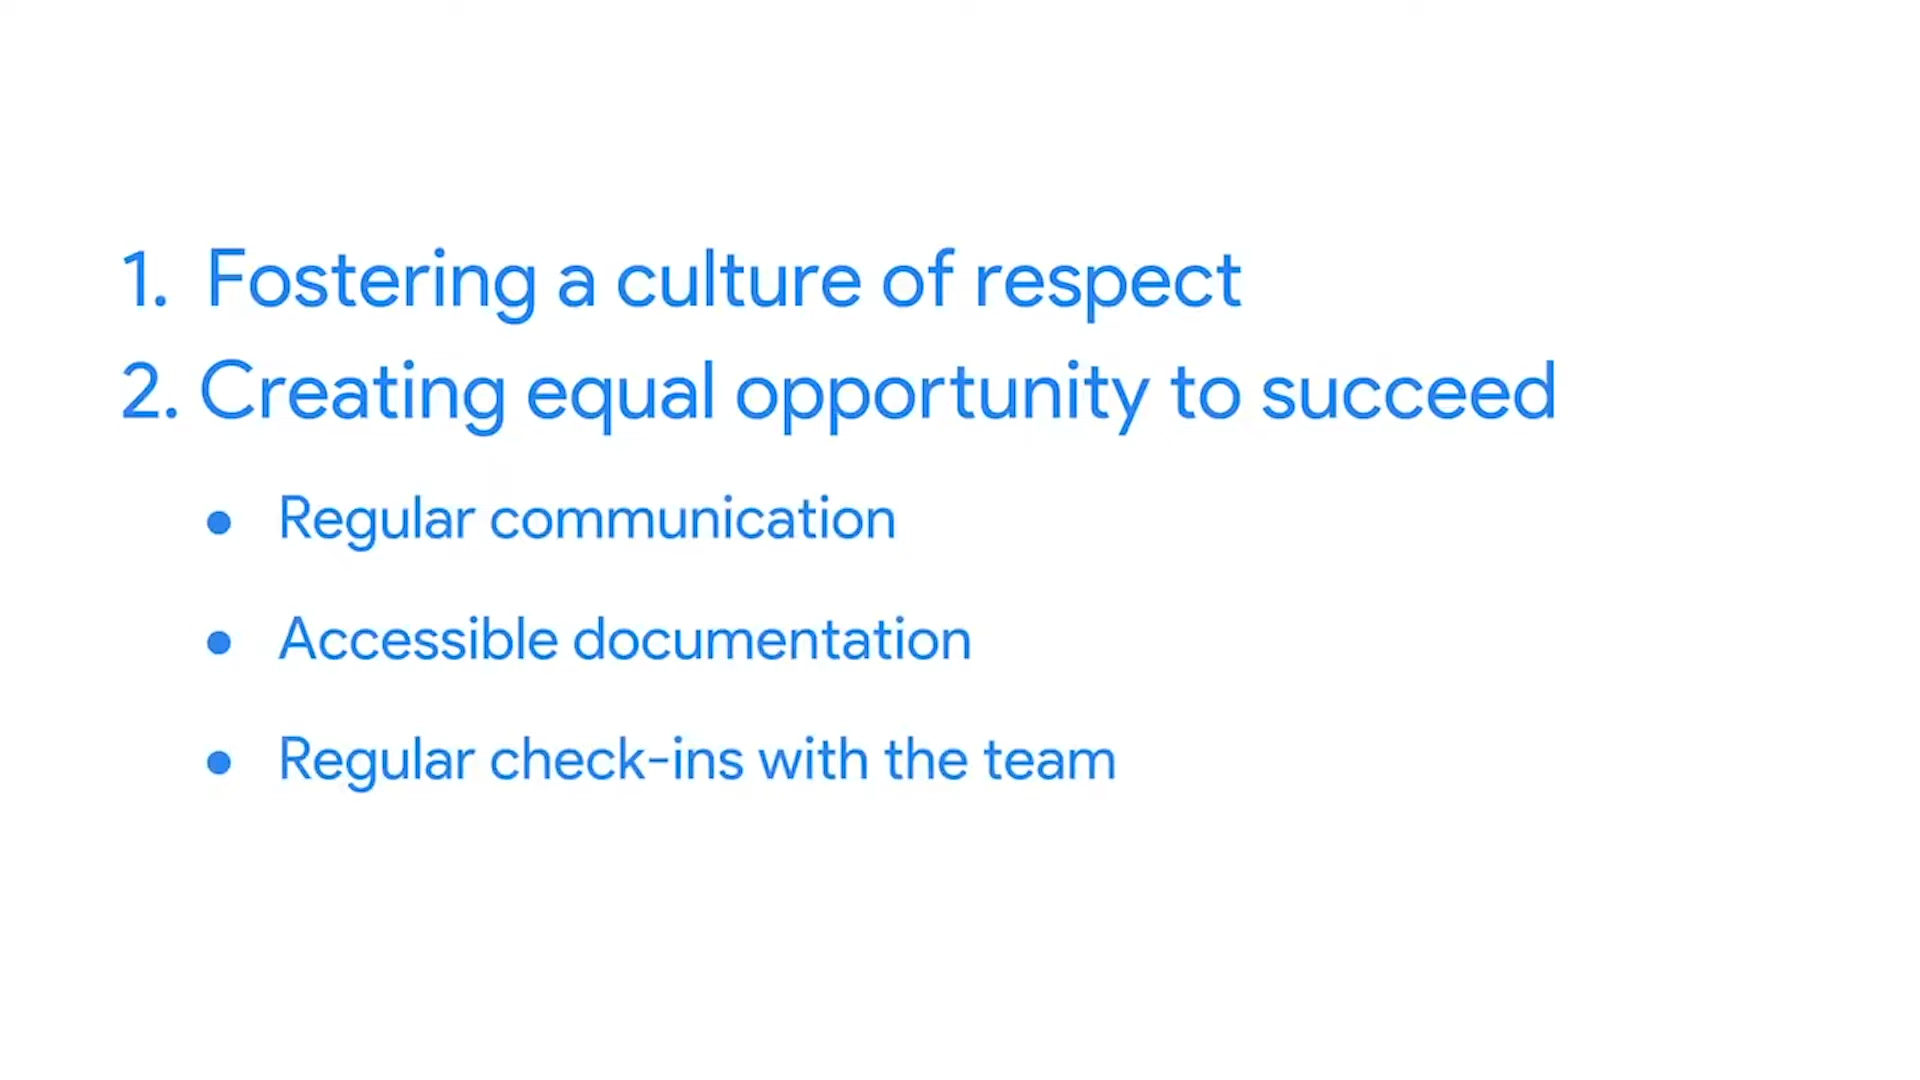 1. Fostering a culture of respect
2. Creating equal opportunity to succeed
● Regular communication
● Accessible documentation
● Regular check-ins with the team